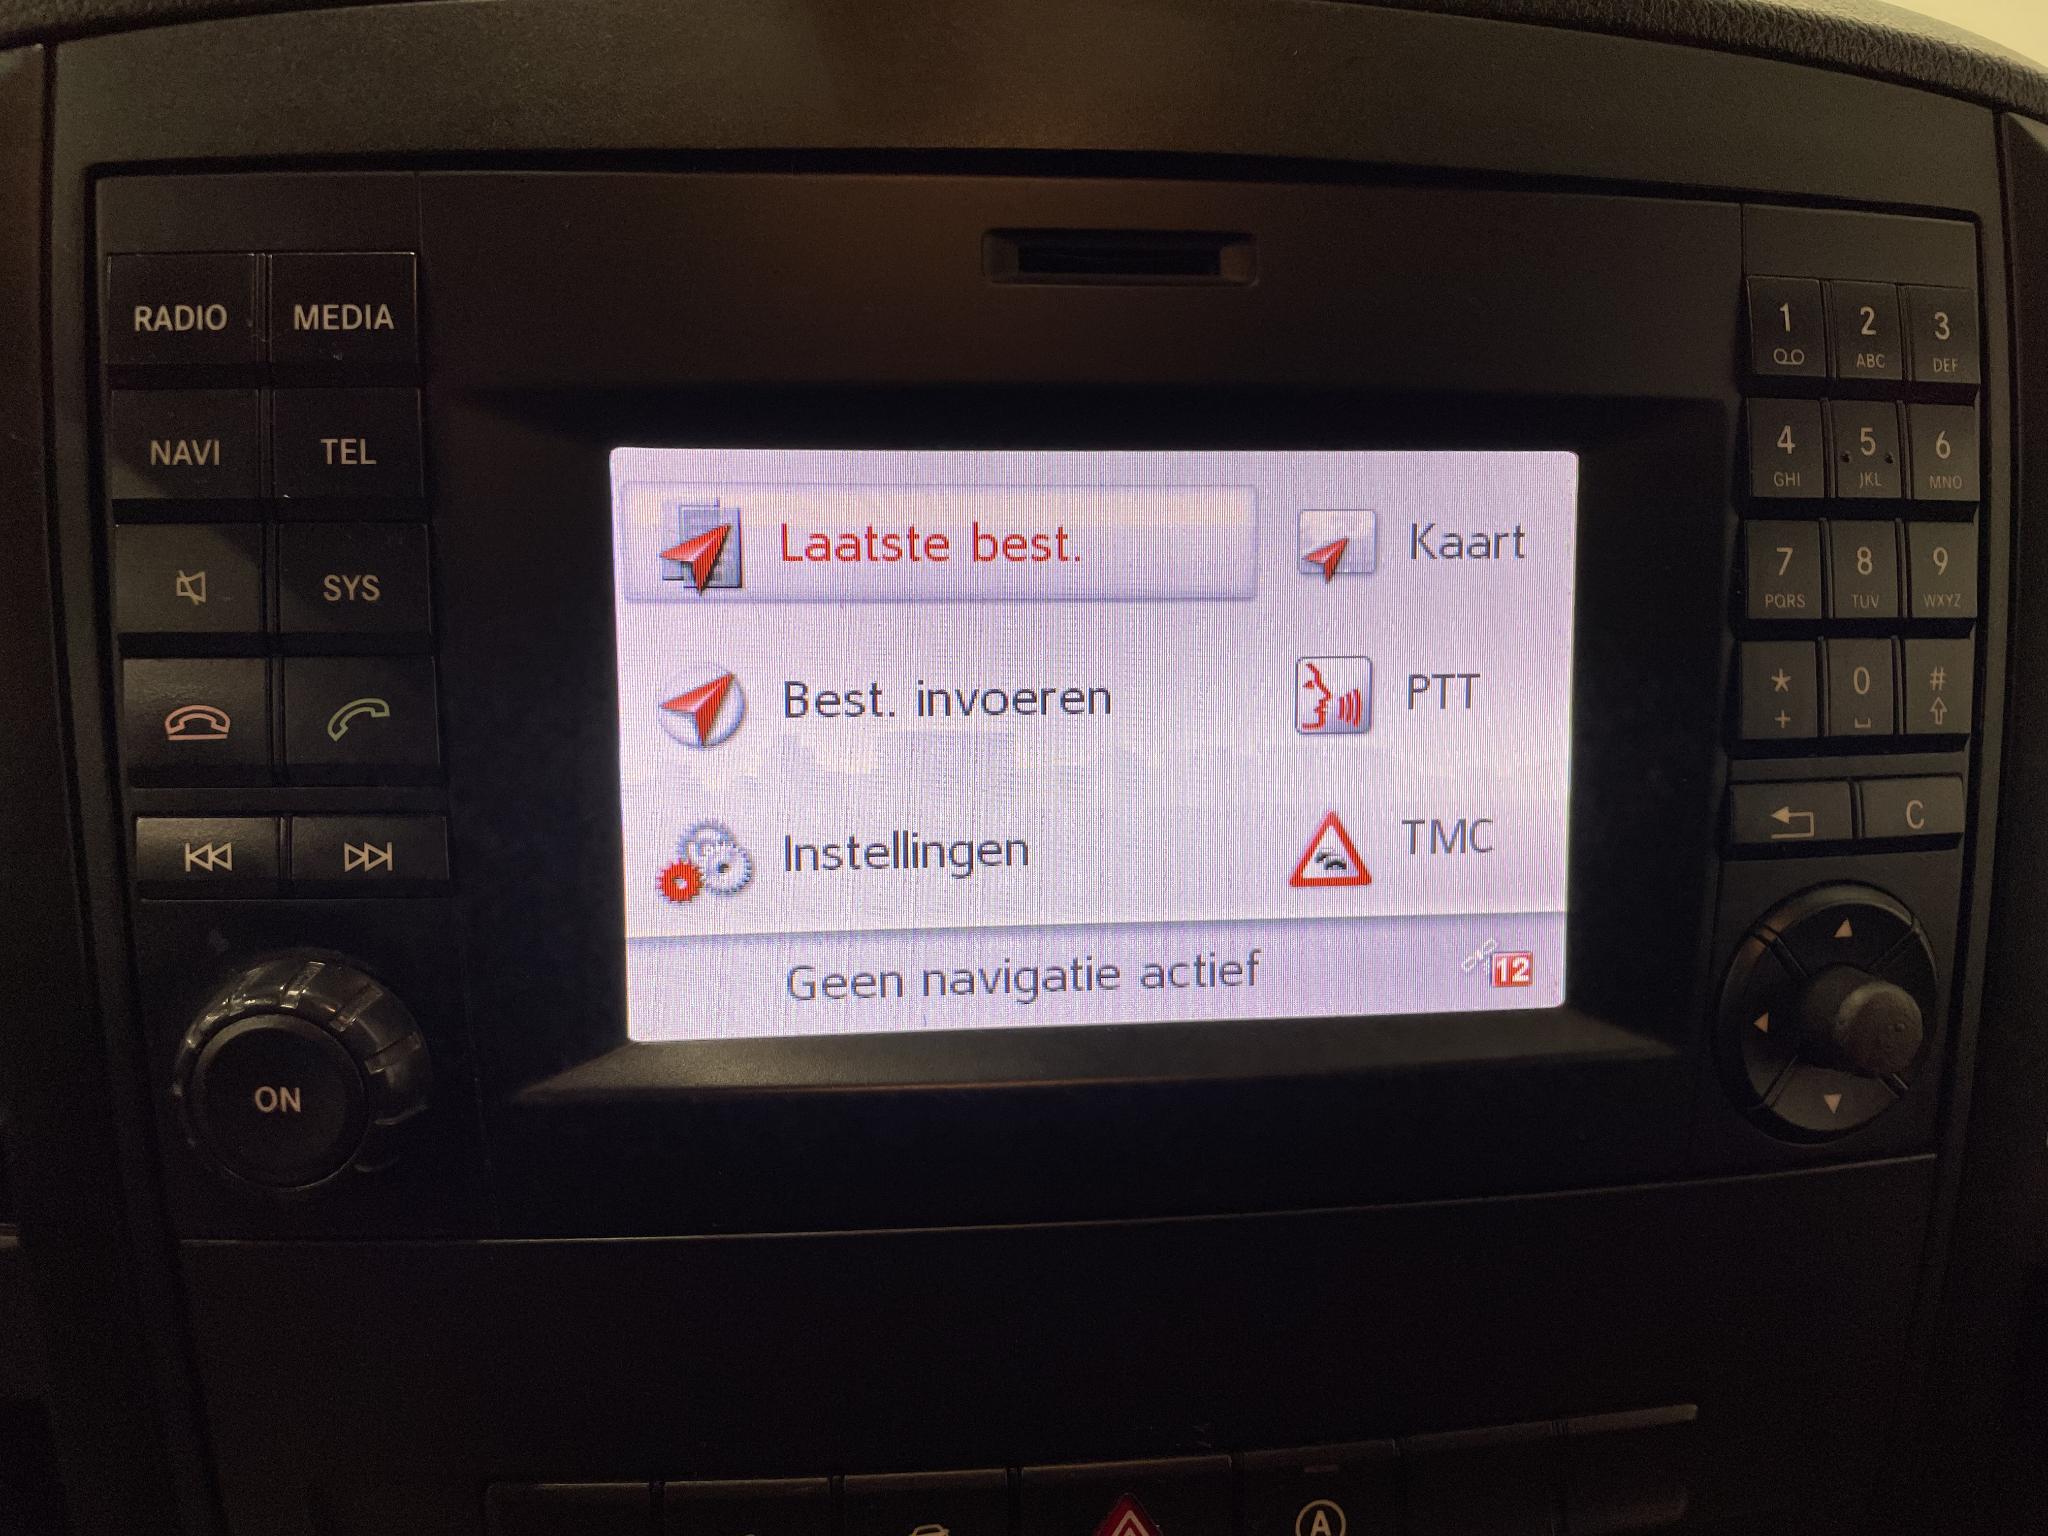 RADIO MEDIA
NAVI TEL
SYS
ON
Laatste best.
Kaart
Best. invoeren
PTT
Instellingen
TMC
Geen navigatie actief
12
1 2 3
ABC DEF
4 5 6
GHI JKL MNO
7 8 9
PQRS TUV WXYZ
* 0 #
+
C
A